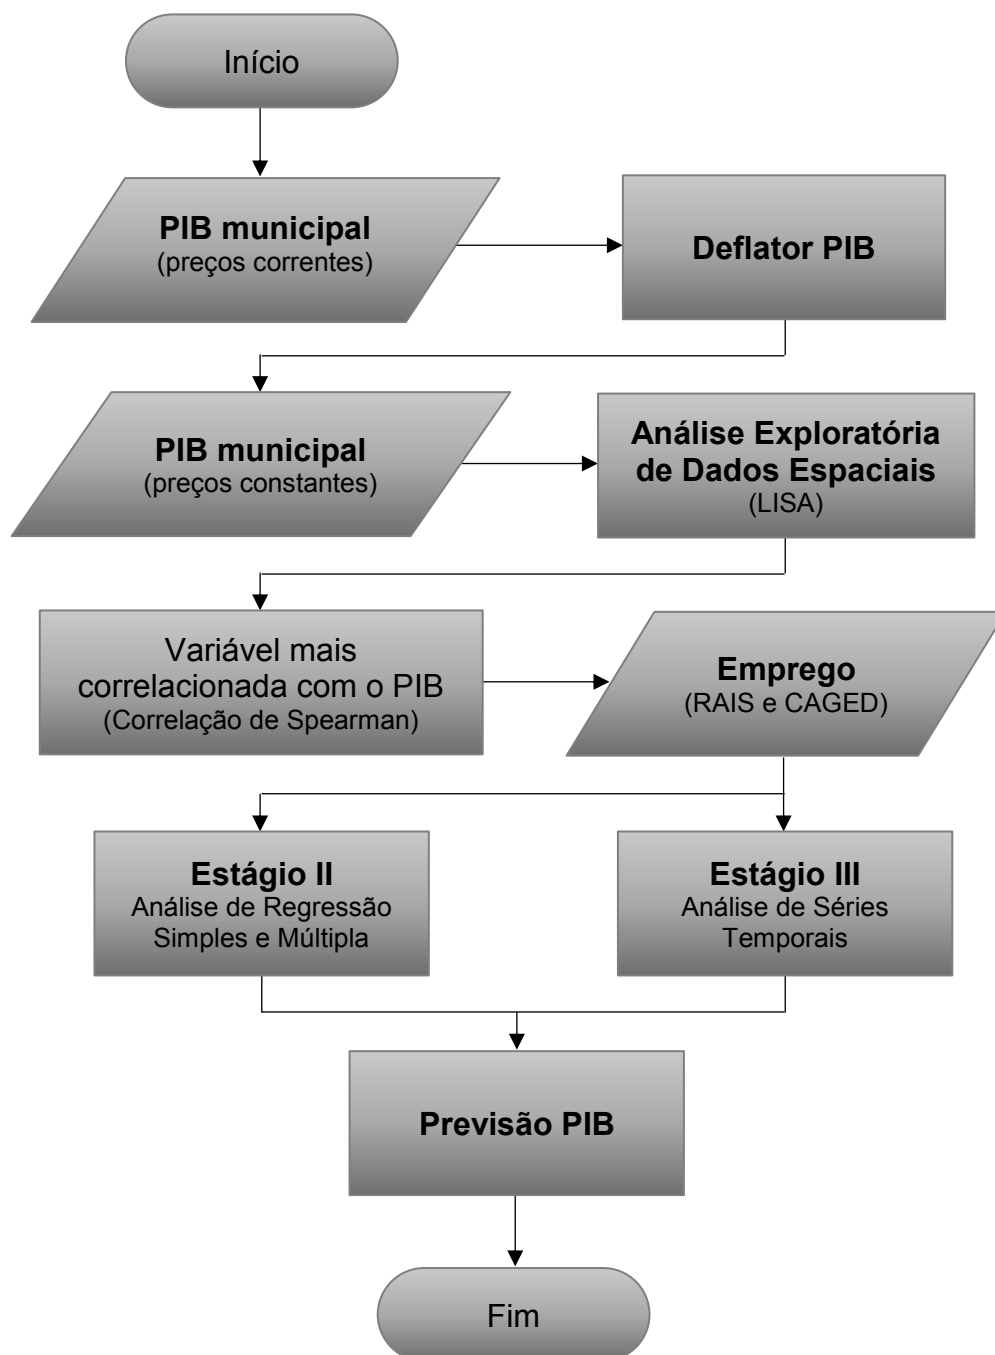 Início
PIB municipal
(preços correntes)
Deflator PIB
PIB municipal
(preços constantes)
Análise Exploratória
de Dados Espaciais
(LISA)
Variável mais
correlacionada com o PIB
(Correlação de Spearman)
Emprego
(RAIS e CAGED)
Estágio II
Análise de Regressão
Simples e Múltipla
Estágio III
Análise de Séries
Temporais
Previsão PIB
Fim